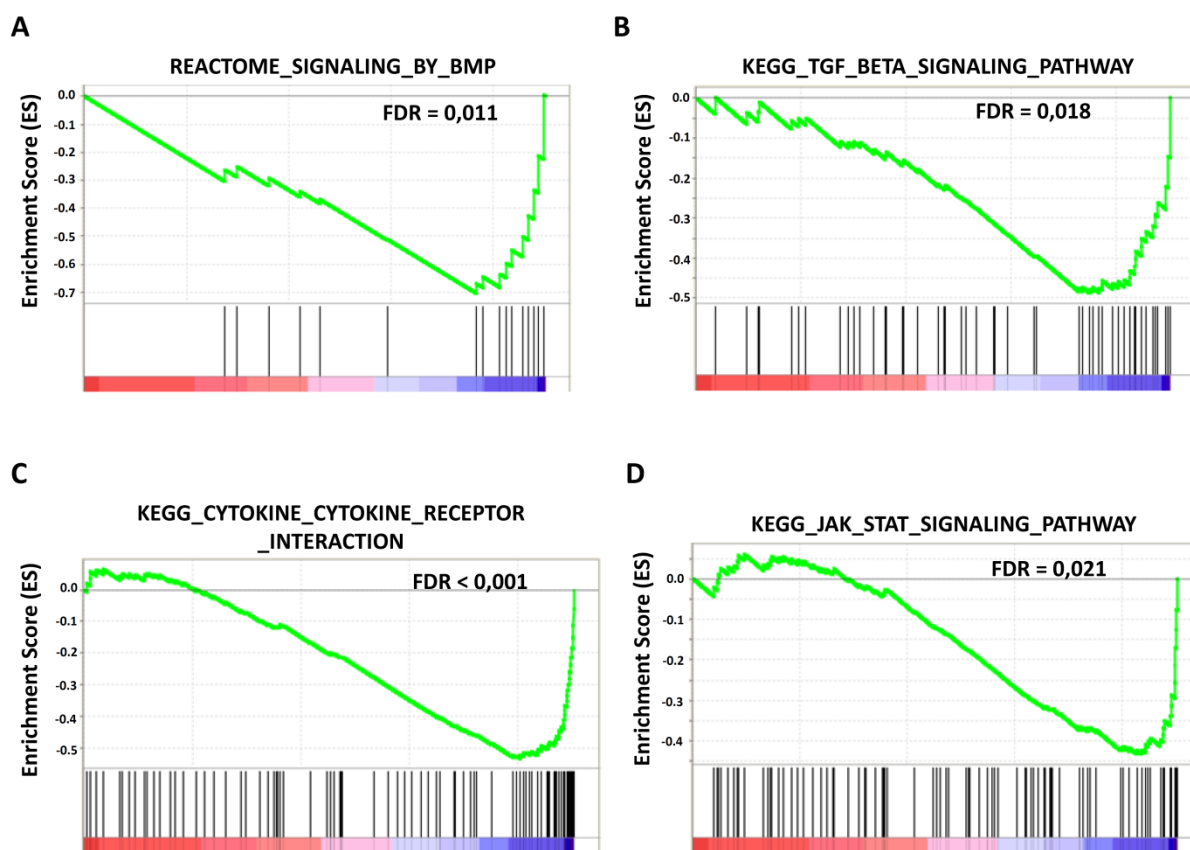 A
REACTOME_SIGNALING_BY_BMP
Enrichment Score (ES)
0.0
-0.1
-0.2
-0.3
-0.4
-0.5
-0.6
-0.7
FDR = 0,011
B
KEGG_TGF_BETA_SIGNALING_PATHWAY
Enrichment Score (ES)
0.0
-0.1
-0.2
-0.3
-0.4
-0.5
FDR = 0,018
C
KEGG_CYTOKINE_CYTOKINE_RECEPTOR
_INTERACTION
Enrichment Score (ES)
0.0
-0.1
-0.2
-0.3
-0.4
-0.5
FDR < 0,001
D
KEGG_JAK_STAT_SIGNALING_PATHWAY
Enrichment Score (ES)
0.0
-0.1
-0.2
-0.3
-0.4
FDR = 0,021